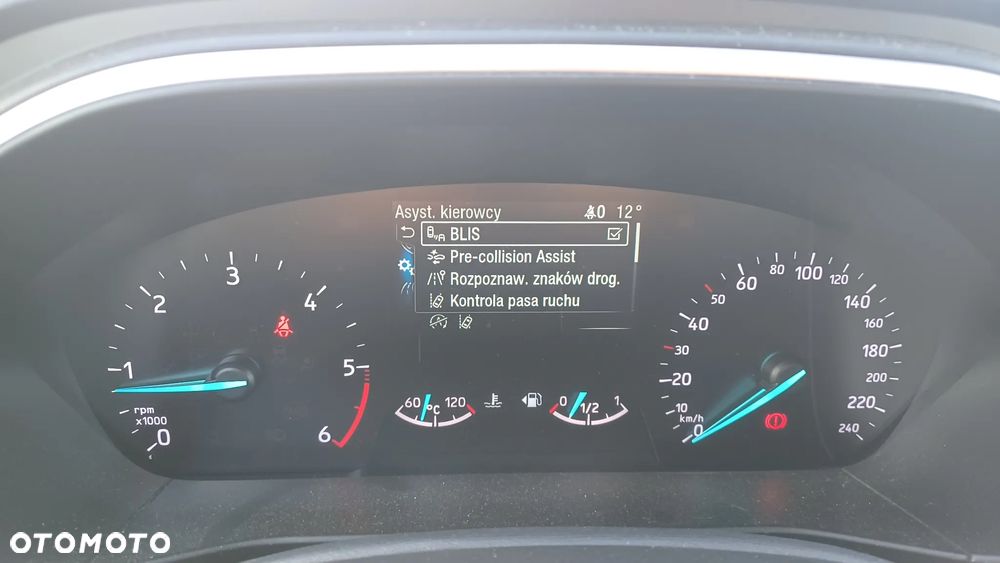 Asyst. kierowcy 40 12°
BLIS
Pre-collision Assist
Rozpoznaw. znaków drog.
Kontrola pasa ruchu
0 1 2 3 4 5 6
rpm
x1000
60 °C 120
0 1/2 1
0 10 20 30 40 50 60 80 100 120 140 160 180 200 220 240
km/h
OTOMOTO